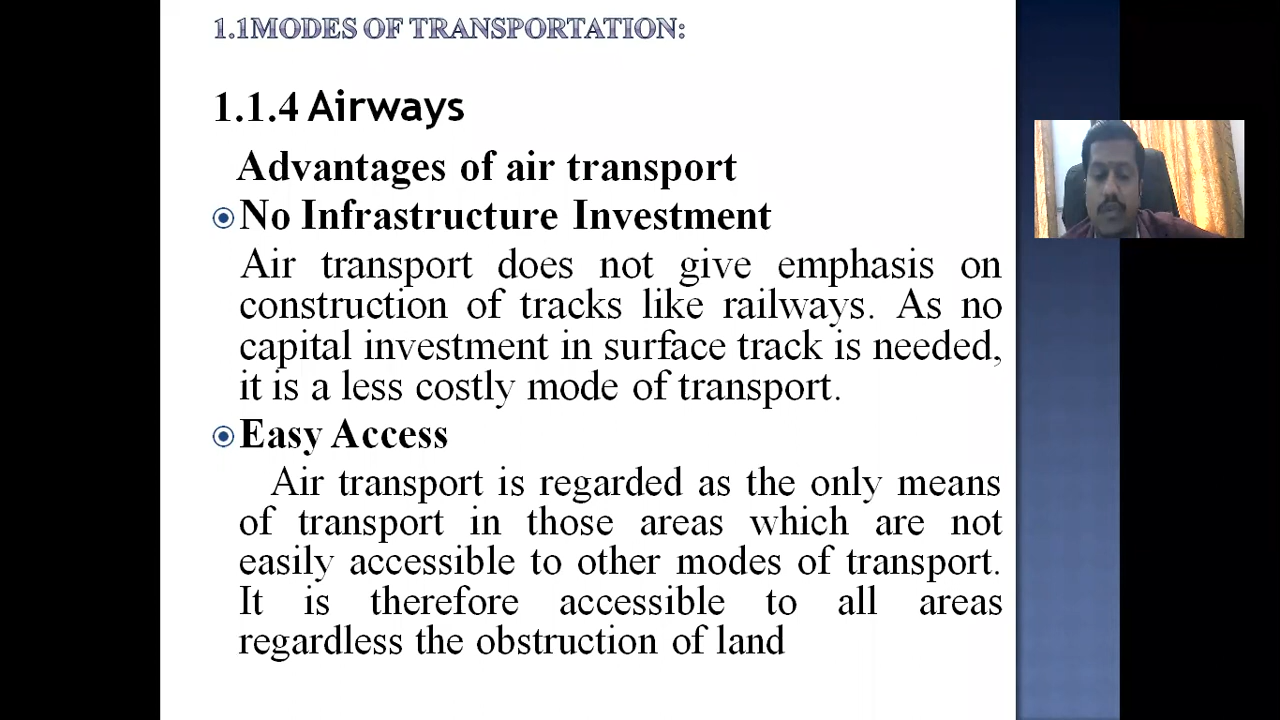 1.1MODES OF TRANSPORTATION:
1.1.4 Airways
Advantages of air transport
No Infrastructure Investment
Air transport does not give emphasis on
construction of tracks like railways. As no
capital investment in surface track is needed,
it is a less costly mode of transport.
Easy Access
Air transport is regarded as the only means
of transport in those areas which are not
easily accessible to other modes of transport.
It is therefore accessible to all areas
regardless the obstruction of land